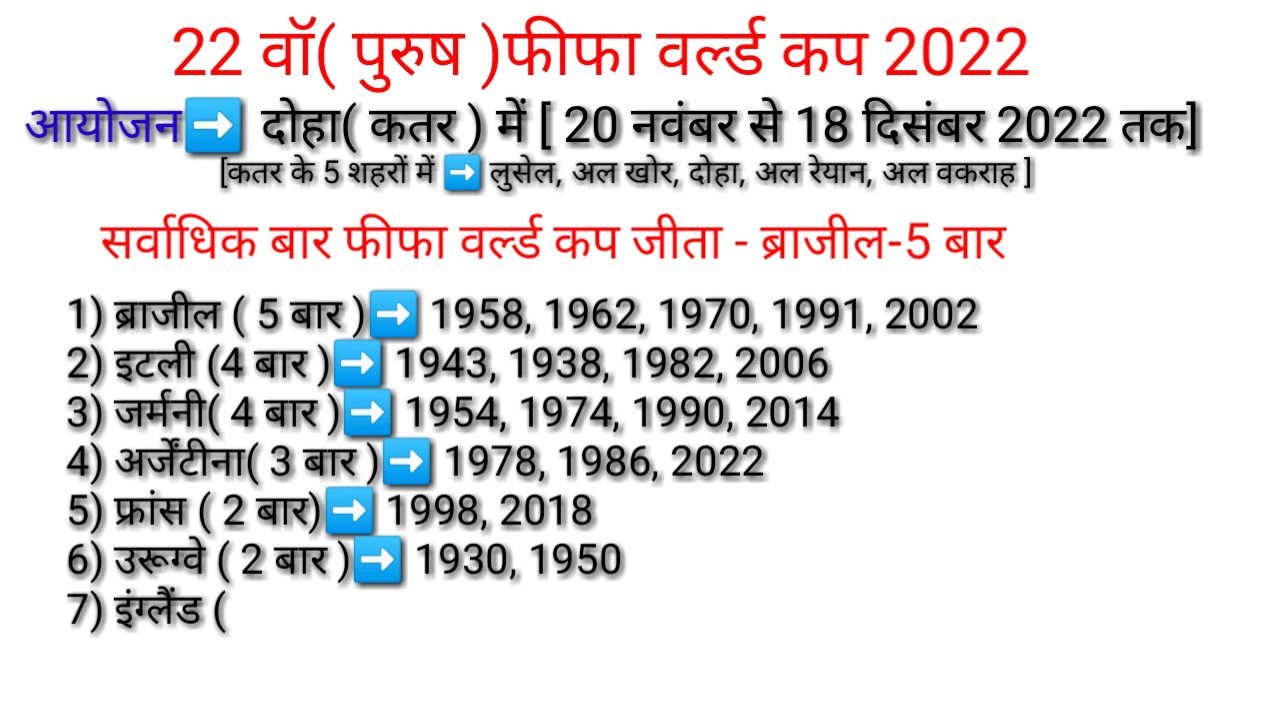 22 वॉ( पुरुष )फीफा वर्ल्ड कप 2022
आयोजन➡️ दोहा( कतर ) में [ 20 नवंबर से 18 दिसंबर 2022 तक]
[कतर के 5 शहरों में ➡️ लुसेल, अल खोर, दोहा, अल रेयान, अल वकराह ]
सर्वाधिक बार फीफा वर्ल्ड कप जीता - ब्राजील-5 बार
1) ब्राजील ( 5 बार )➡️ 1958, 1962, 1970, 1991, 2002
2) इटली (4 बार )➡️ 1943, 1938, 1982, 2006
3) जर्मनी( 4 बार )➡️ 1954, 1974, 1990, 2014
4) अर्जेंटीना( 3 बार )➡️ 1978, 1986, 2022
5) फ्रांस ( 2 बार)➡️ 1998, 2018
6) उरूग्वे ( 2 बार )➡️ 1930, 1950
7) इंग्लैंड (